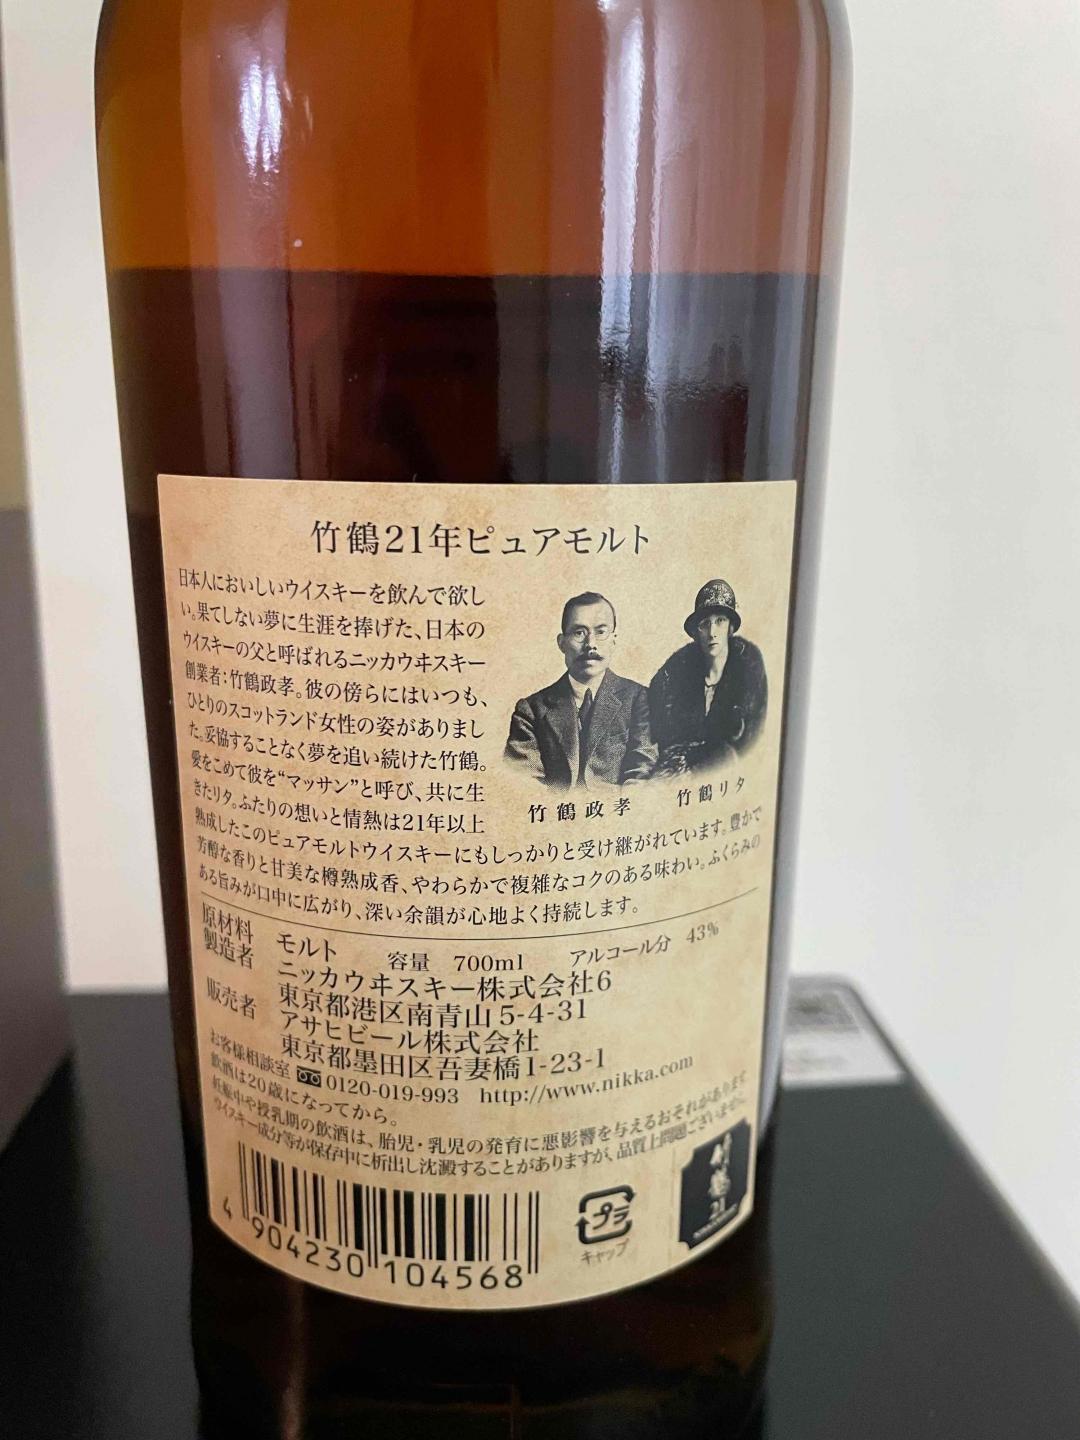 竹鶴21年ピュアモルト
日本人においしいウイスキーを飲んで欲し
い。果てしない夢に生涯を捧げた、日本の
ウイスキーの父と呼ばれるニッカウヰスキー
創業者：竹鶴政孝。彼の傍らにはいつも、
ひとりのスコットランド女性の姿がありまし
た。妥協することなく夢を追い続けた竹鶴。
愛をこめて彼を“マッサン”と呼び、共に生
きたリタ。ふたりの想いと情熱は21年以上
熟成したこのピュアモルトウイスキーにもしっかりと受け継がれています。豊かで
芳醇な香りと甘美な樽熟成香、やわらかで複雑なコクのある味わい。ふくらみの
ある旨みが口中に広がり、深い余韻が心地よく持続します。
竹鶴政孝
竹鶴リタ
原材料 モルト 容量 700ml アルコール分 43%
製造者 ニッカウヰスキー株式会社6
東京都港区南青山5-4-31
販売者 アサヒビール株式会社
東京都墨田区吾妻橋1-23-1
お客様相談室 0120-019-993 http://www.nikka.com
飲酒は20歳になってから。
妊娠中や授乳期の飲酒は、胎児・乳児の発育に悪影響を与えるおそれがあります
ウイスキー成分等が保存中に析出し沈澱することがありますが、品質上問題ございません。
4 904230 104568
プラ
キャップ
竹鶴
21